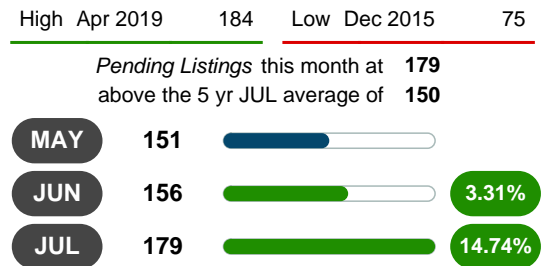 High Apr 2019 184 Low Dec 2015 75
Pending Listings this month at 179
above the 5 yr JUL average of 150
MAY 151
JUN 156 3.31%
JUL 179 14.74%